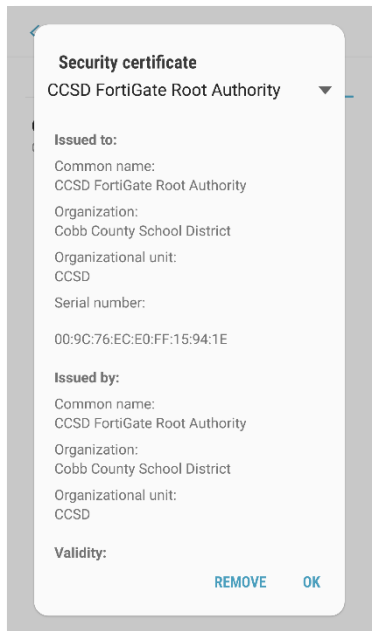 Security certificate
CCSD FortiGate Root Authority
Issued to:
Common name:
CCSD FortiGate Root Authority
Organization:
Cobb County School District
Organizational unit:
CCSD
Serial number:
00:9C:76:EC:E0:FF:15:94:1E
Issued by:
Common name:
CCSD FortiGate Root Authority
Organization:
Cobb County School District
Organizational unit:
CCSD
Validity:
REMOVE OK